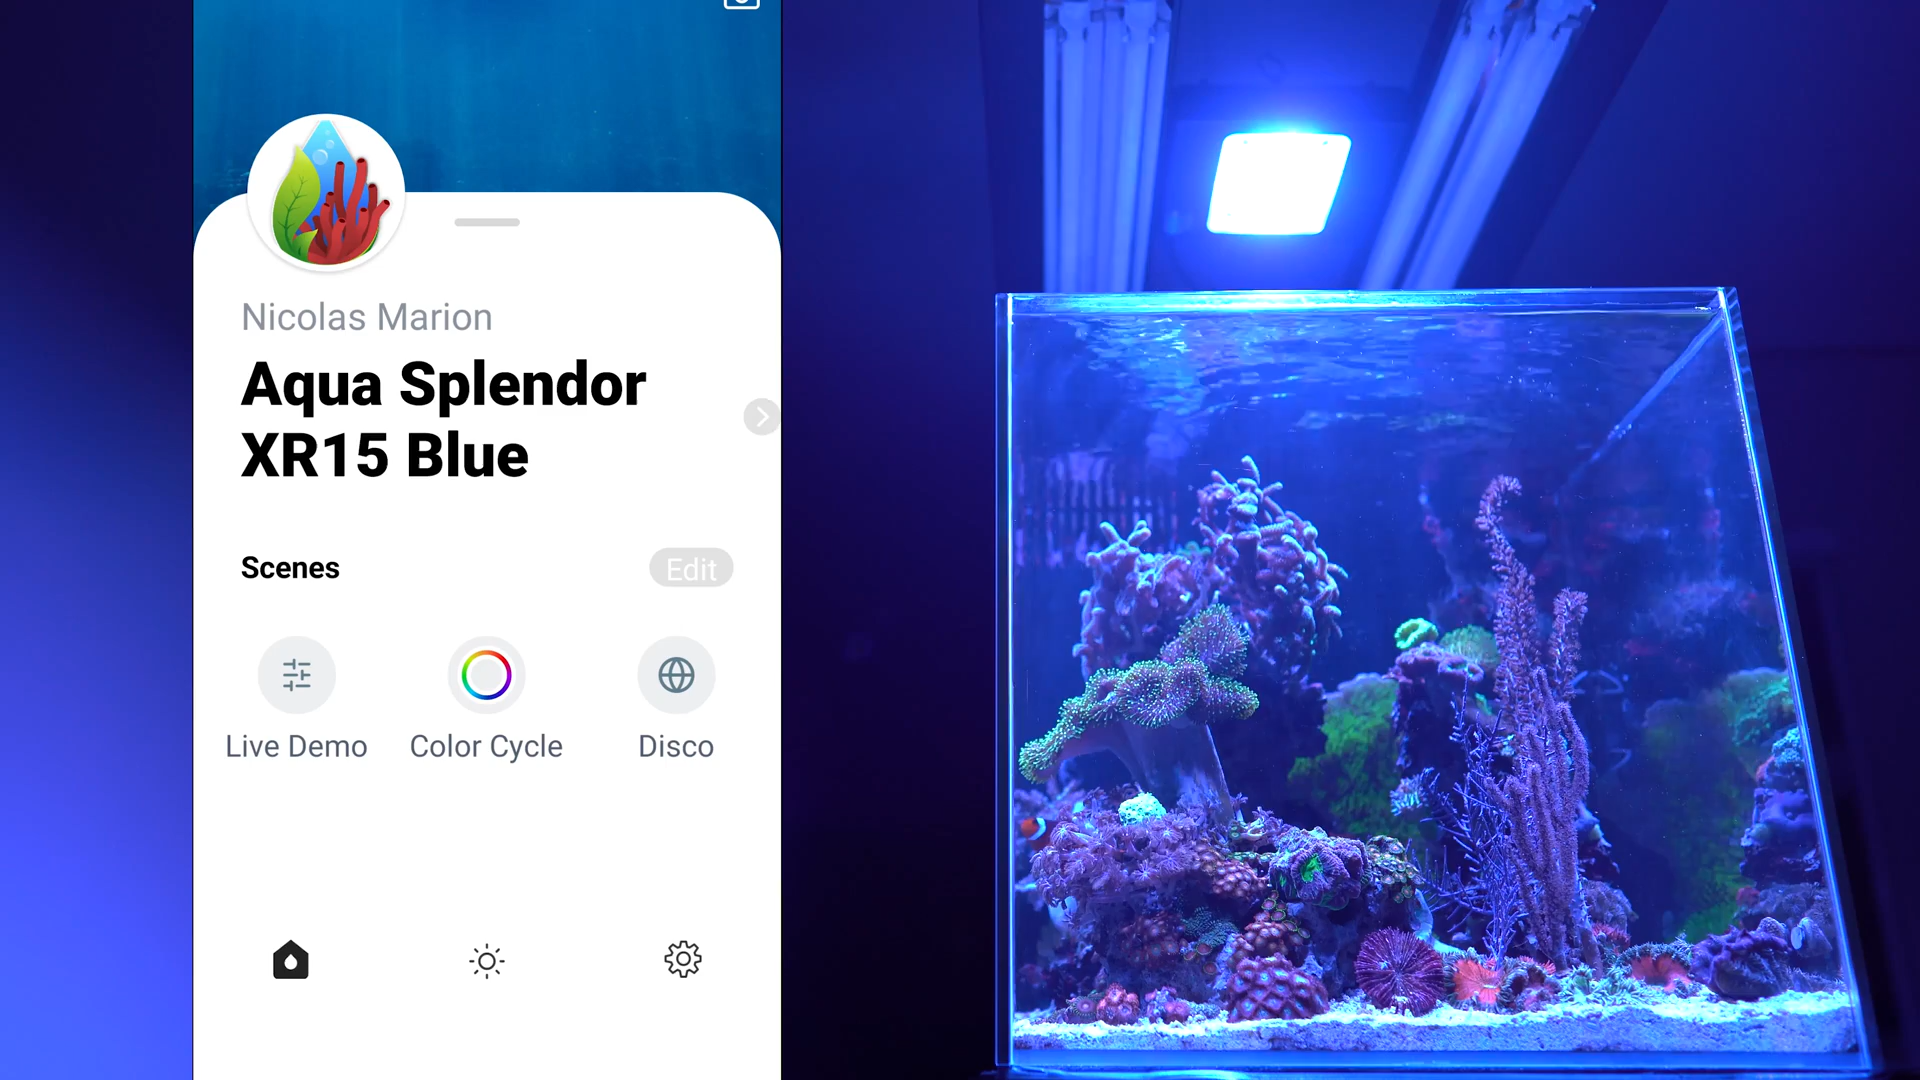 Nicolas Marion
Aqua Splendor
XR15 Blue
Scenes
Edit
Live Demo
Color Cycle
Disco